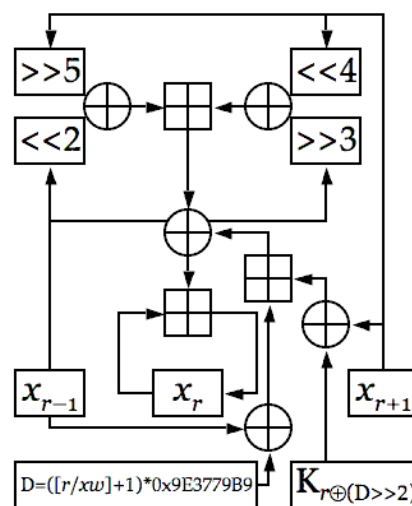 >>5
<<4
<<2
>>3
x_{r-1}
x_r
x_{r+1}
D=([r/xw]+1)*0x9E3779B9
K_{r⊕(D>>2)}